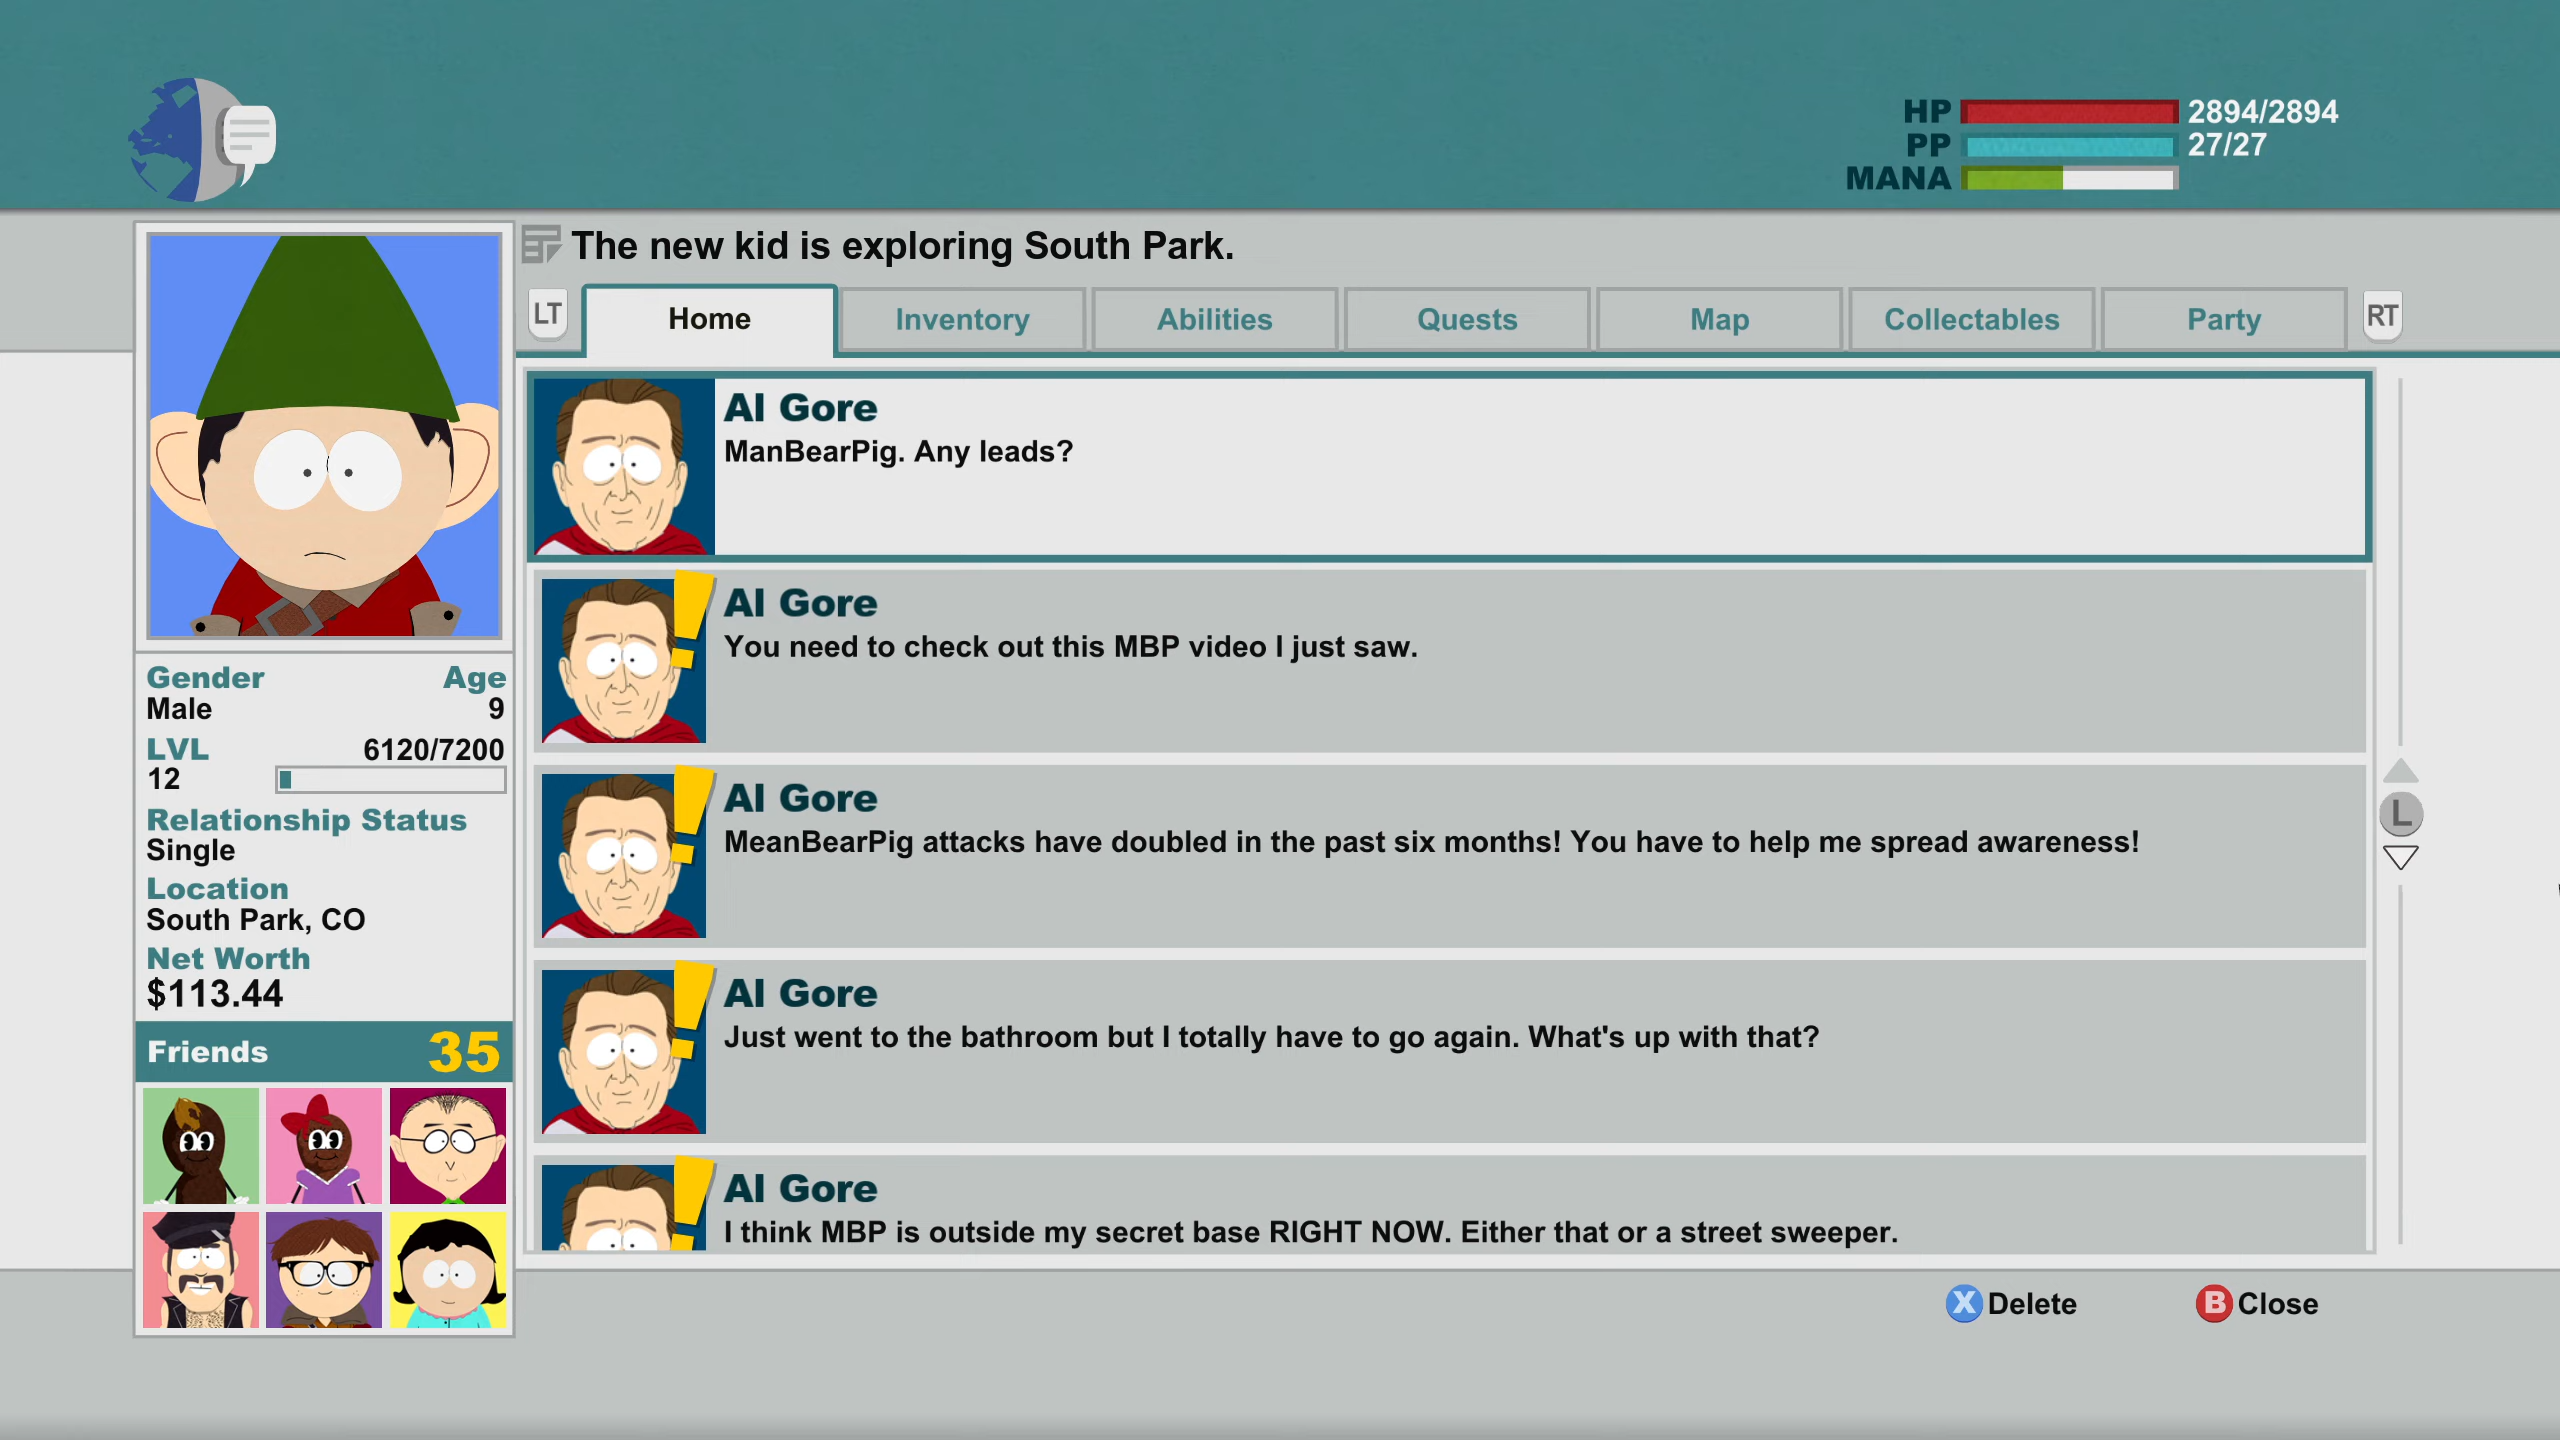 HP 2894/2894
PP 27/27
MANA
The new kid is exploring South Park.
LT Home Inventory Abilities Quests Map Collectables Party RT
Gender Age
Male 9
LVL 6120/7200
12
Relationship Status
Single
Location
South Park, CO
Net Worth
$113.44
Friends 35
Al Gore
ManBearPig. Any leads?
Al Gore
You need to check out this MBP video I just saw.
Al Gore
MeanBearPig attacks have doubled in the past six months! You have to help me spread awareness!
Al Gore
Just went to the bathroom but I totally have to go again. What's up with that?
Al Gore
I think MBP is outside my secret base RIGHT NOW. Either that or a street sweeper.
L
X Delete B Close